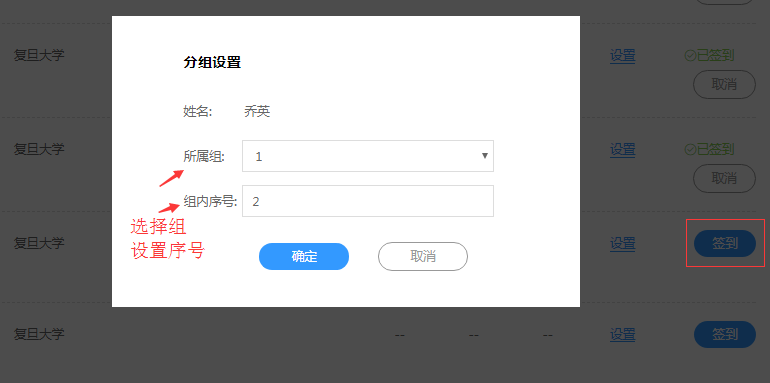 取消
复旦大学 设置 已签到
取消
复旦大学 设置 已签到
取消
复旦大学 设置 签到
复旦大学 -- -- -- 设置 签到
分组设置
姓名: 乔英
所属组: 1
组内序号: 2
选择组
设置序号
确定 取消